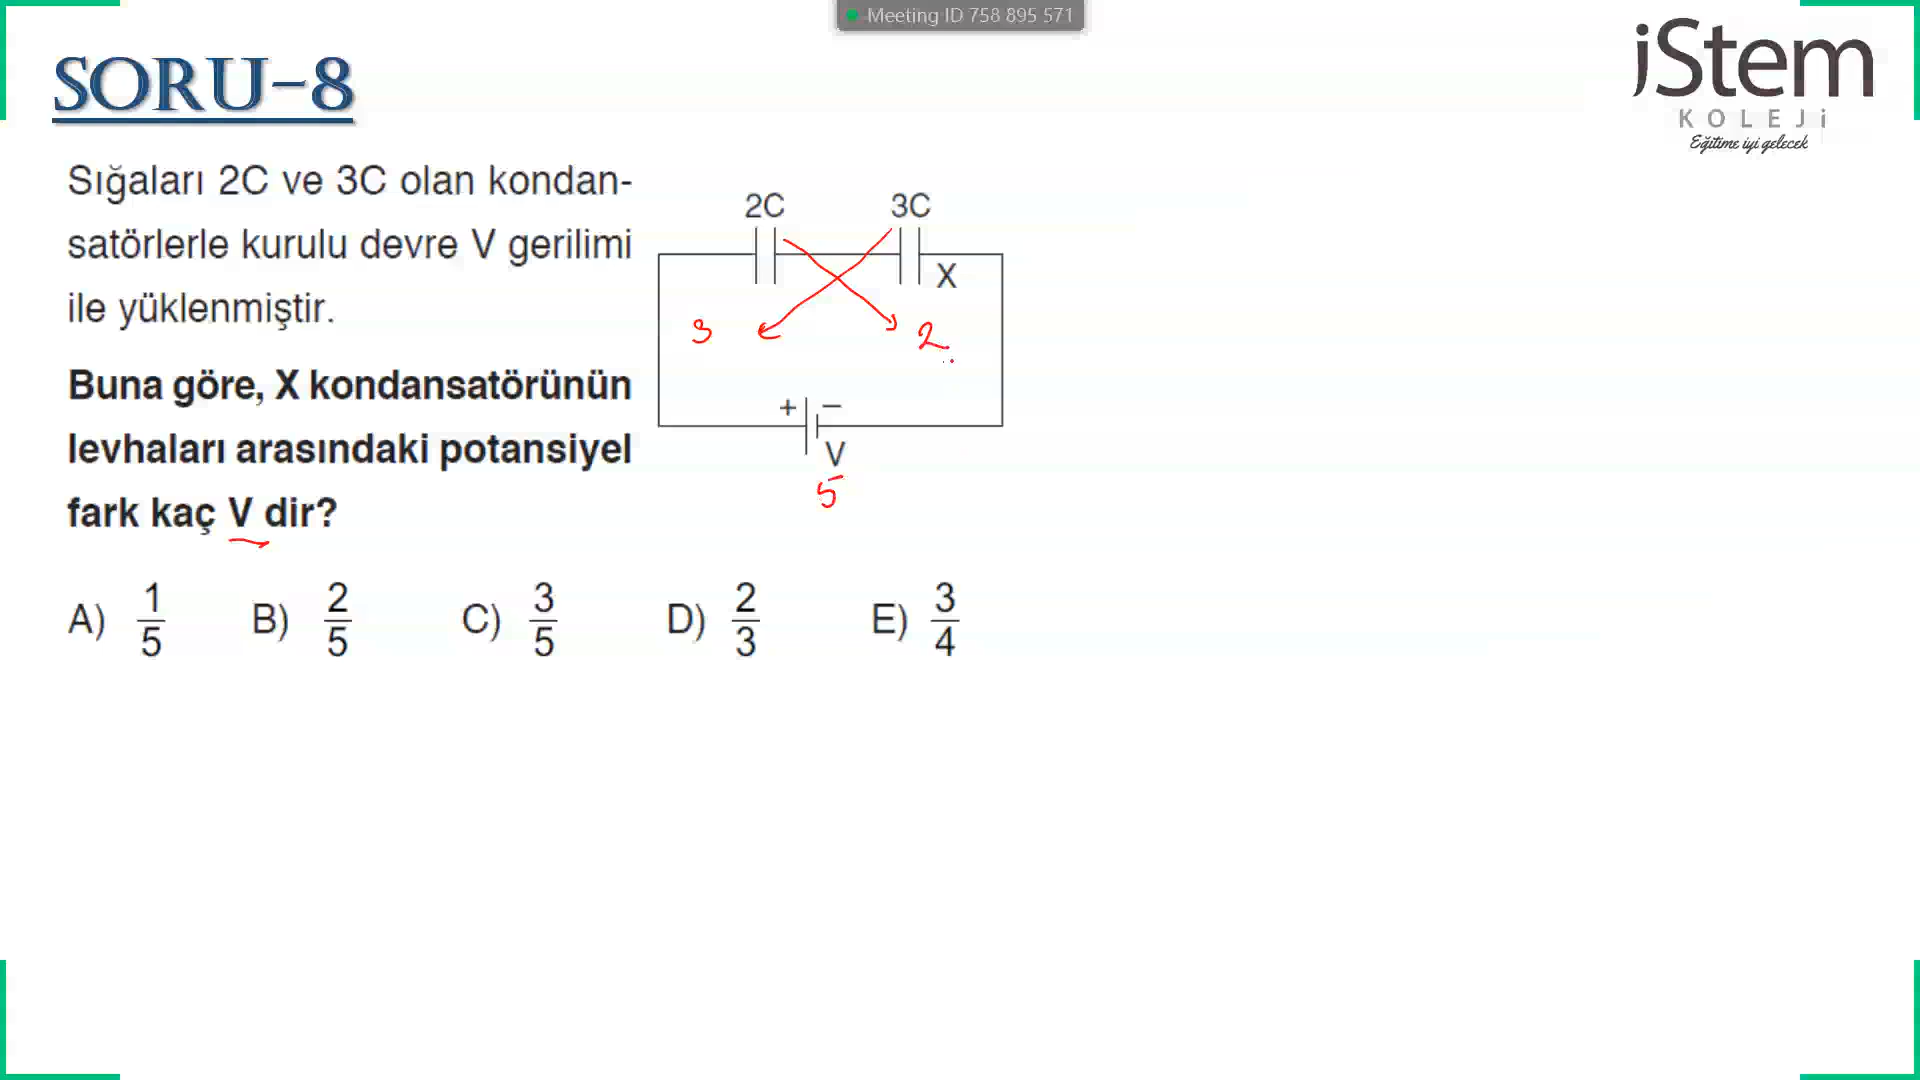 Meeting ID 758 895 571
SORU-8
iStem
KOLEJİ
Eğitime iyi gelecek
Sığaları 2C ve 3C olan kondan-
satörlerle kurulu devre V gerilimi
ile yüklenmiştir.
Buna göre, X kondansatörünün
levhaları arasındaki potansiyel
fark kaç V dir?
2C 3C
X
3 2
+ −
V
5
A) 1/5 B) 2/5 C) 3/5 D) 2/3 E) 3/4